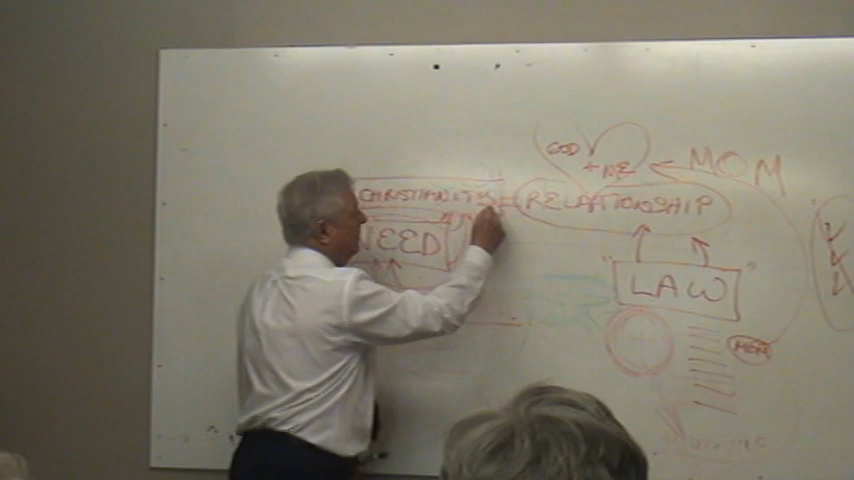 GOD
+ ME
MOM
CHRISTIANITY = RELATIONSHIP
NEED
"LAW"
MOM